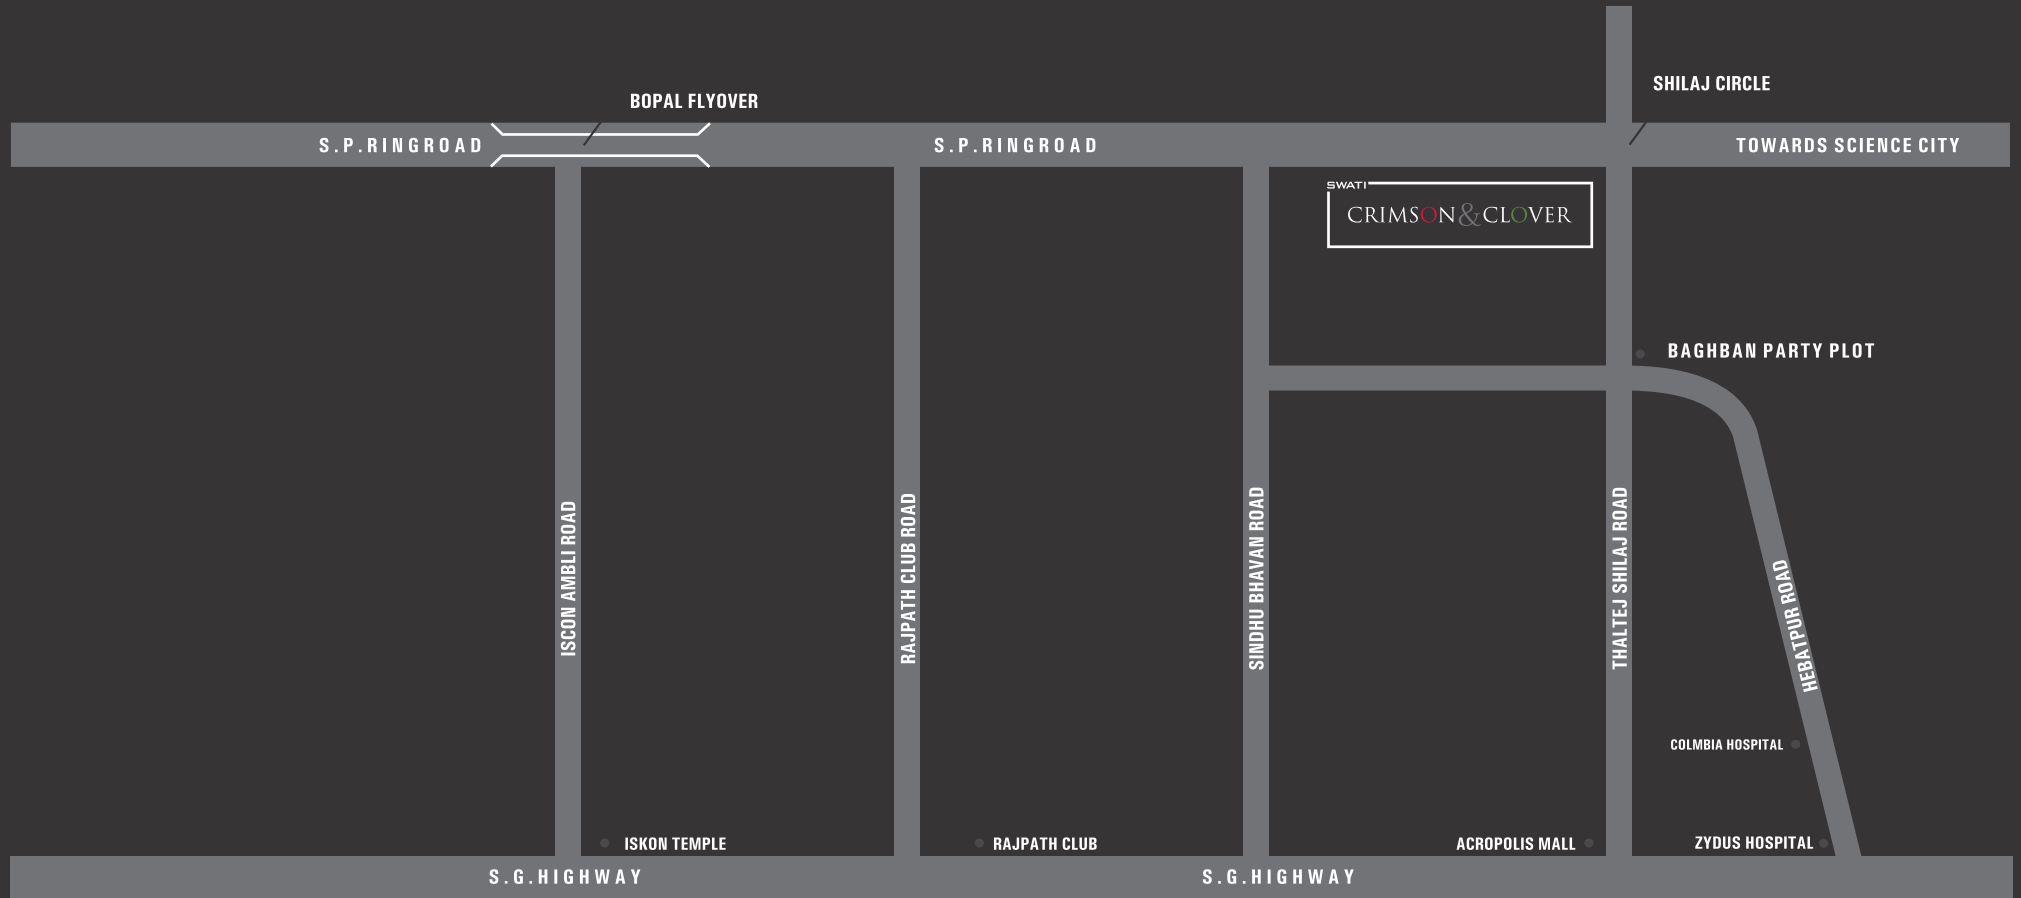 SHILAJ CIRCLE
BOPAL FLYOVER
S.P.RINGROAD
S.P.RINGROAD
TOWARDS SCIENCE CITY
SWATI
CRIMSON&CLOVER
BAGHBAN PARTY PLOT
ISCON AMBLI ROAD
RAJPATH CLUB ROAD
SINDHU BHAVAN ROAD
THALTEJ SHILAJ ROAD
HEBATPUR ROAD
COLMBIA HOSPITAL
ISKON TEMPLE
RAJPATH CLUB
ACROPOLIS MALL
ZYDUS HOSPITAL
S.G.HIGHWAY
S.G.HIGHWAY